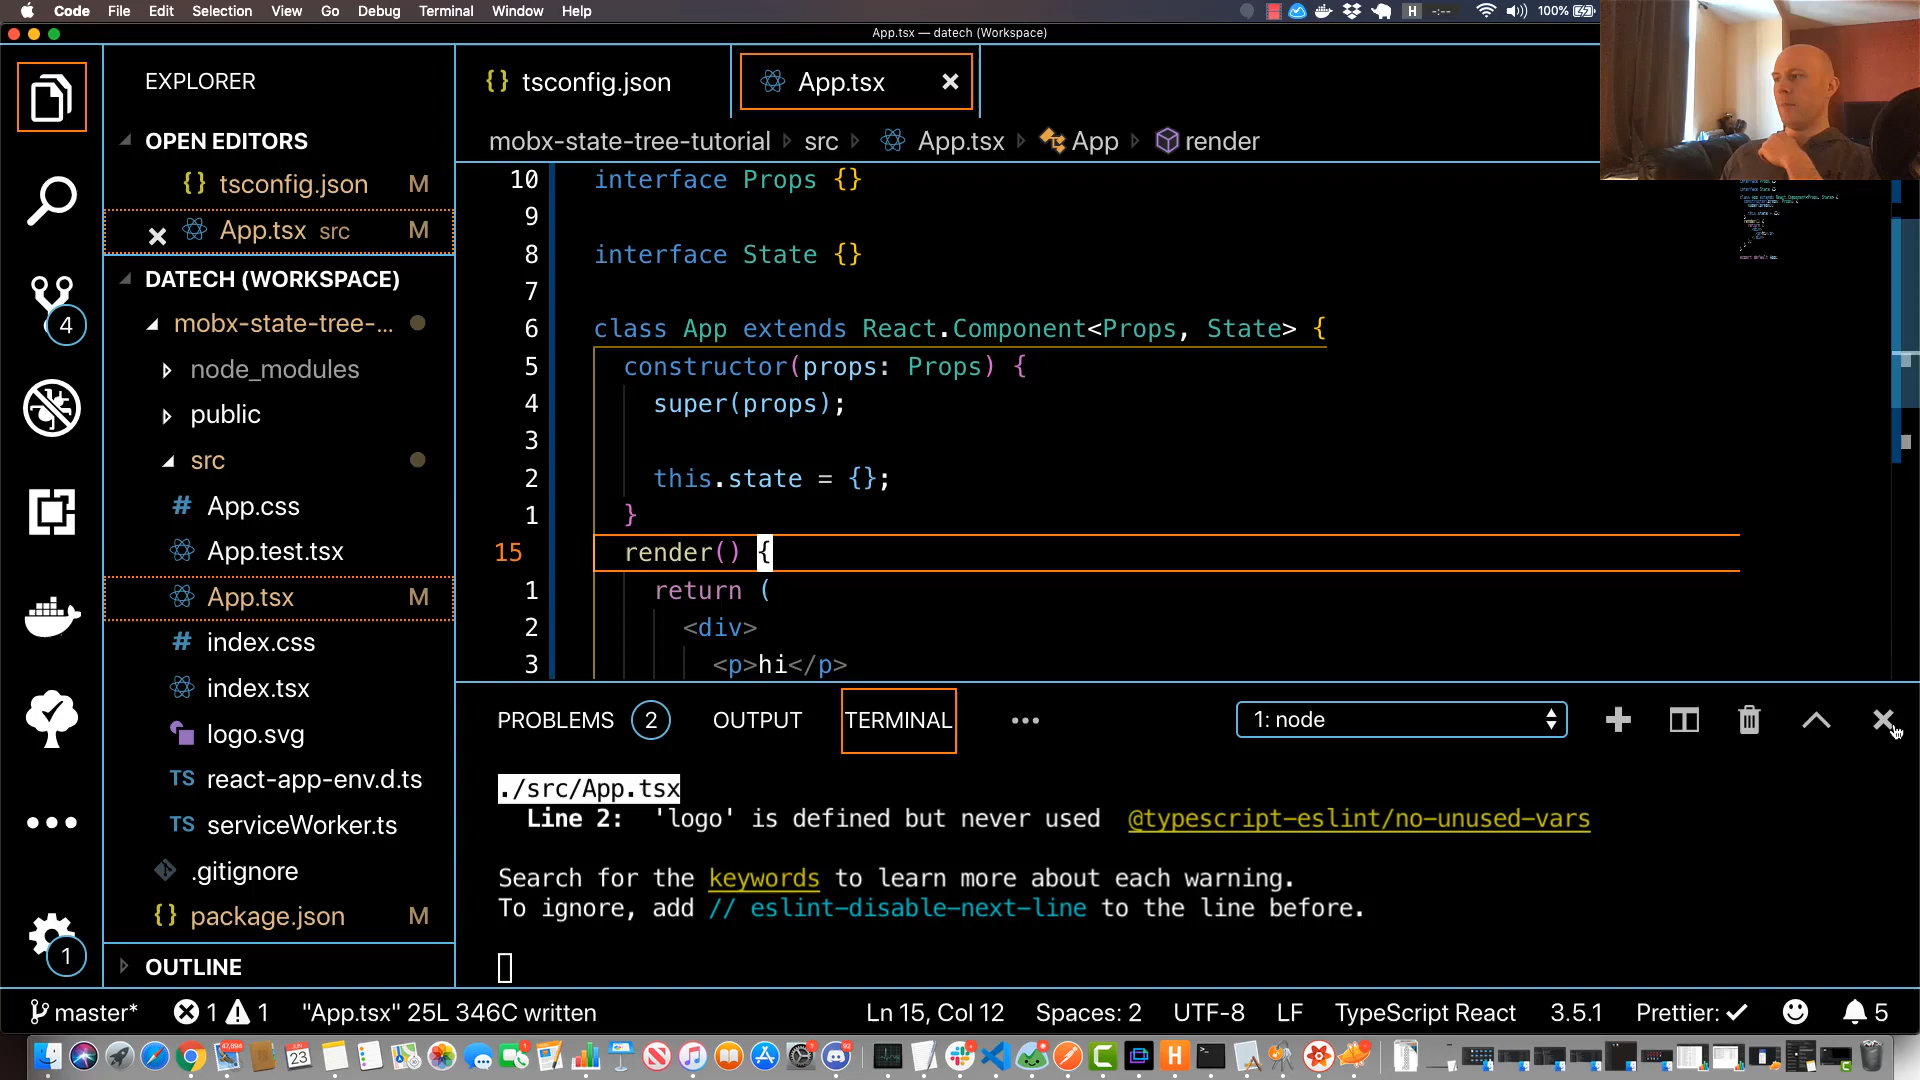 Code File Edit Selection View Go Debug Terminal Window Help 100%
App.tsx — datech (Workspace)
EXPLORER
OPEN EDITORS
{} tsconfig.json M
App.tsx src M
DATECH (WORKSPACE)
mobx-state-tree-...
node_modules
public
src
# App.css
App.test.tsx
App.tsx M
# index.css
index.tsx
logo.svg
TS react-app-env.d.ts
TS serviceWorker.ts
.gitignore
{} package.json M
OUTLINE
4
1
{} tsconfig.json
App.tsx
mobx-state-tree-tutorial src App.tsx App render
10 interface Props {}
9
8 interface State {}
7
6 class App extends React.Component<Props, State> {
5 constructor(props: Props) {
4 super(props);
3
2 this.state = {};
1 }
15 render() {
1 return (
2 <div>
3 <p>hi</p>
PROBLEMS 2 OUTPUT TERMINAL ... 1: node
./src/App.tsx
Line 2: 'logo' is defined but never used @typescript-eslint/no-unused-vars
Search for the keywords to learn more about each warning.
To ignore, add // eslint-disable-next-line to the line before.
master* 1 1 "App.tsx" 25L 346C written Ln 15, Col 12 Spaces: 2 UTF-8 LF TypeScript React 3.5.1 Prettier: ✓ 5